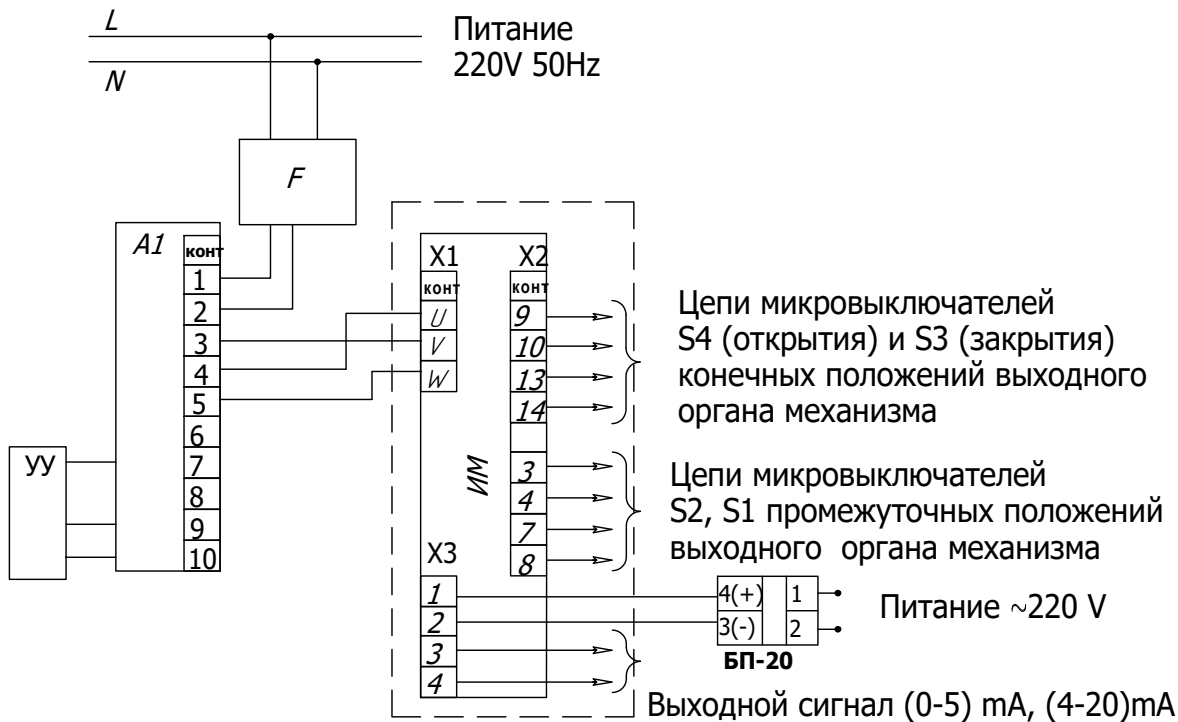 L
Питание
220V 50Hz
N
F
A1
конт
1
2
3
4
5
6
7
8
9
10
УУ
X1
конт
U
V
W
X2
конт
9
10
13
14
3
4
7
8
ИМ
X3
1
2
3
4
Цепи микровыключателей
S4 (открытия) и S3 (закрытия)
конечных положений выходного
органа механизма
Цепи микровыключателей
S2, S1 промежуточных положений
выходного органа механизма
4(+) 1
3(-) 2
БП-20
Питание ~220 V
Выходной сигнал (0-5) mA, (4-20)mA